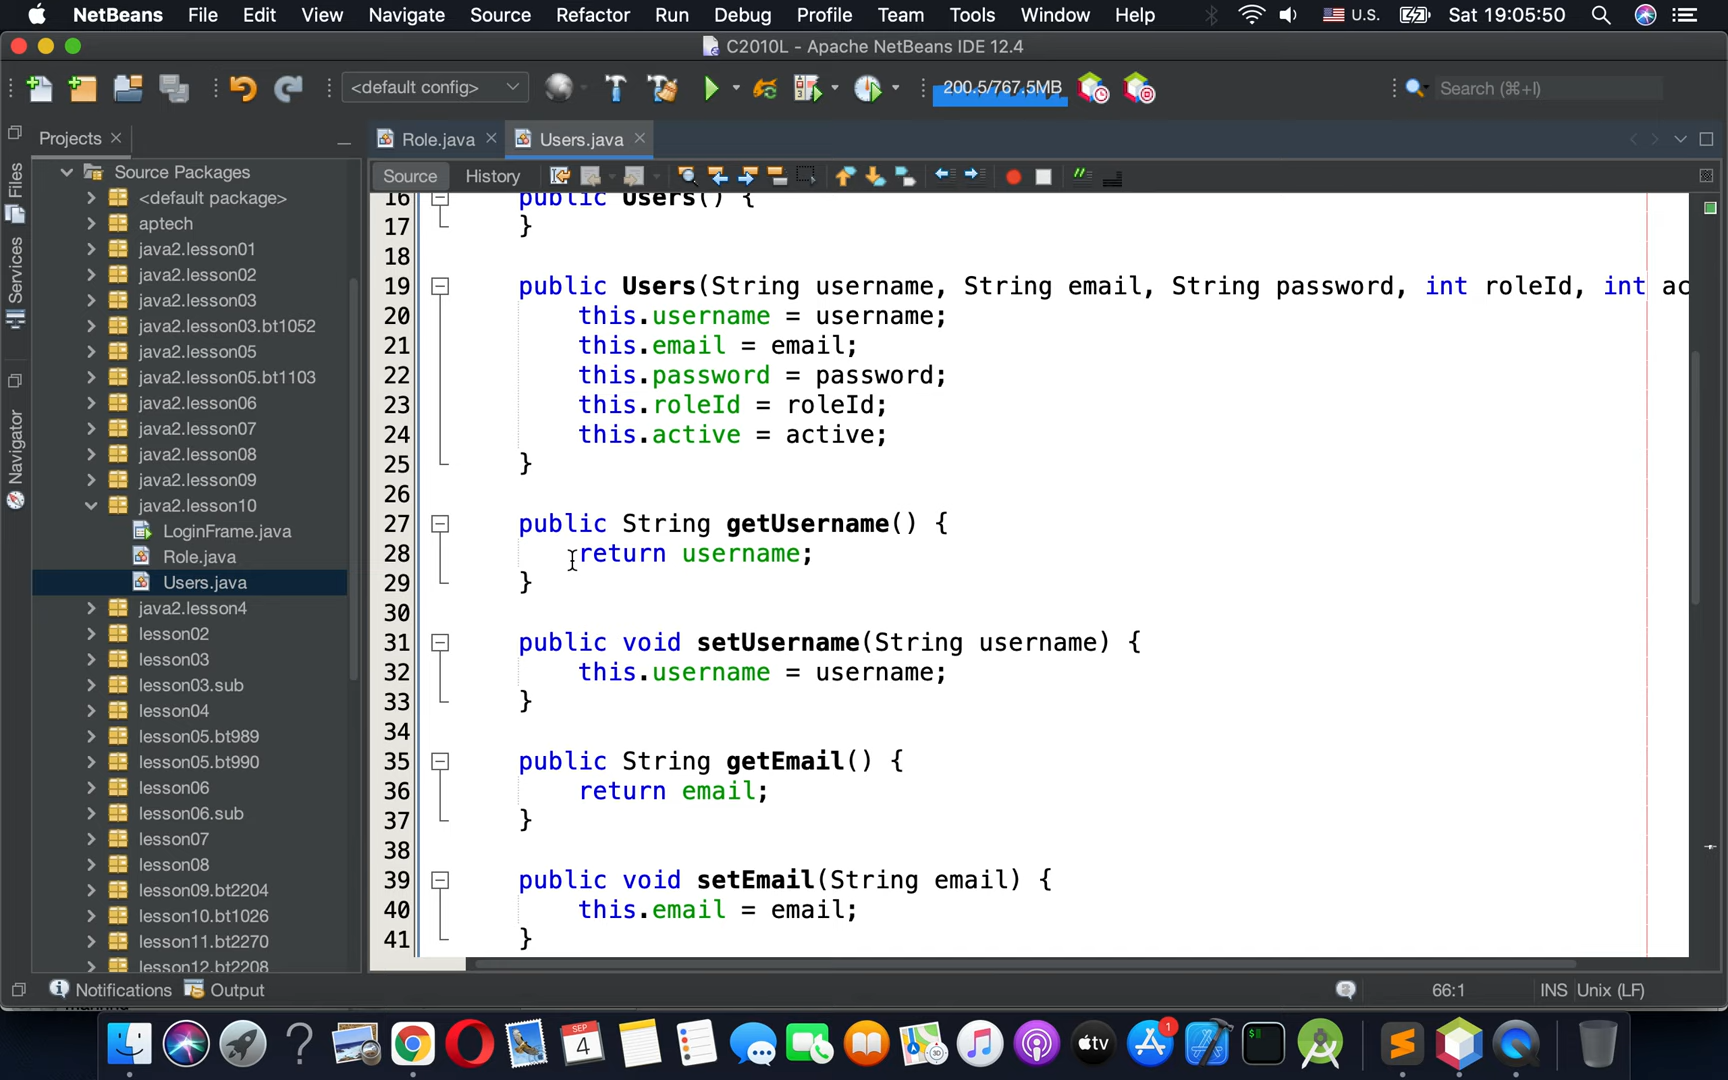 NetBeans File Edit View Navigate Source Refactor Run Debug Profile Team Tools Window Help U.S. Sat 19:05:50
C2010L - Apache NetBeans IDE 12.4
<default config> 200.5/767.5MB Search (⌘+I)
Projects Role.java Users.java
Source History
Files
Services
Navigator
Source Packages
<default package>
aptech
java2.lesson01
java2.lesson02
java2.lesson03
java2.lesson03.bt1052
java2.lesson05
java2.lesson05.bt1103
java2.lesson06
java2.lesson07
java2.lesson08
java2.lesson09
java2.lesson10
LoginFrame.java
Role.java
Users.java
java2.lesson4
lesson02
lesson03
lesson03.sub
lesson04
lesson05.bt989
lesson05.bt990
lesson06
lesson06.sub
lesson07
lesson08
lesson09.bt2204
lesson10.bt1026
lesson11.bt2270
lesson12.bt2208
16 public Users() {
17 }
18
19 public Users(String username, String email, String password, int roleId, int ac
20 this.username = username;
21 this.email = email;
22 this.password = password;
23 this.roleId = roleId;
24 this.active = active;
25 }
26
27 public String getUsername() {
28 return username;
29 }
30
31 public void setUsername(String username) {
32 this.username = username;
33 }
34
35 public String getEmail() {
36 return email;
37 }
38
39 public void setEmail(String email) {
40 this.email = email;
41 }
Notifications Output 66:1 INS Unix (LF)
SEP
4
tv
1